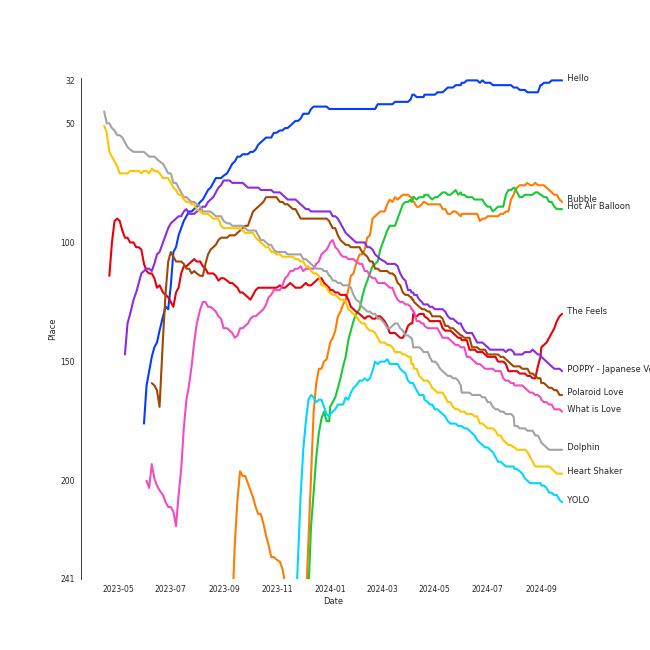 32
50
100
150
200
241
Place
2023-05
2023-07
2023-09
2023-11
2024-01
2024-03
2024-05
2024-07
2024-09
Date
Hello
Bubble
Hot Air Balloon
The Feels
POPPY - Japanese Ve
Polaroid Love
What is Love
Dolphin
Heart Shaker
YOLO